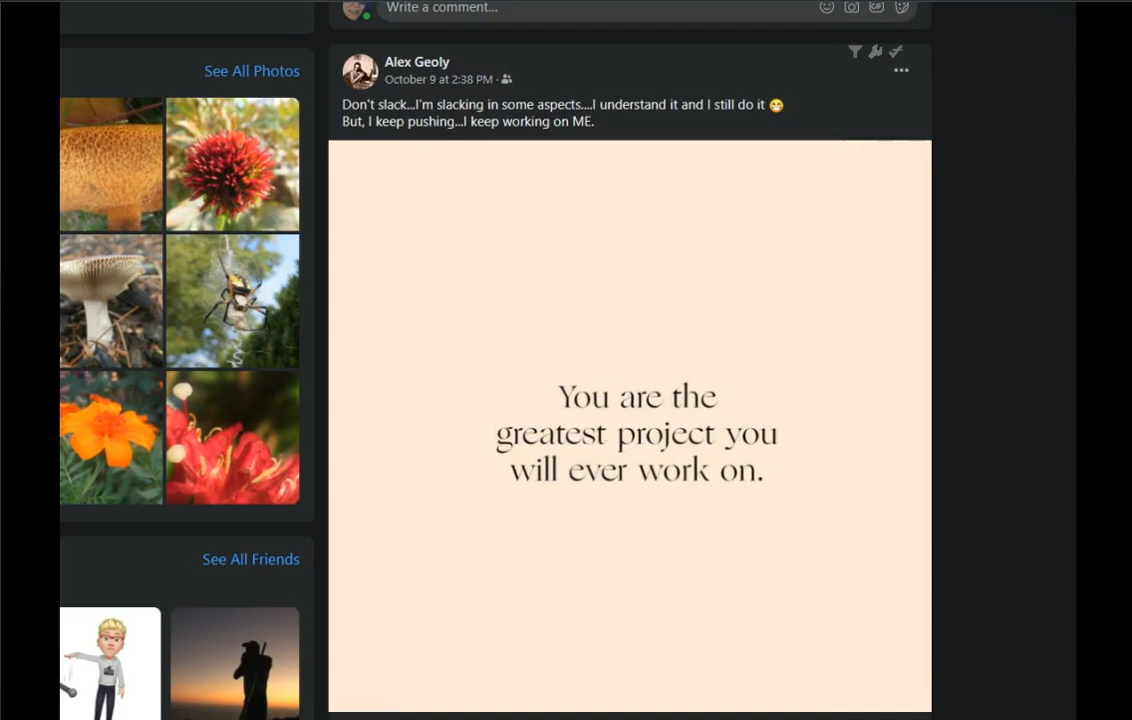 Write a comment...
See All Photos
Alex Geoly
October 9 at 2:38 PM ·
Don't slack...I'm slacking in some aspects....I understand it and I still do it 😁
But, I keep pushing...I keep working on ME.
You are the
greatest project you
will ever work on.
See All Friends